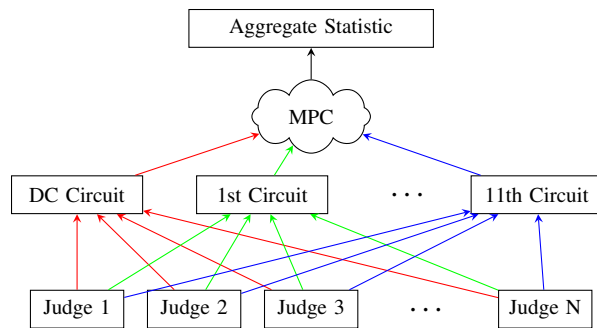 Aggregate Statistic
MPC
DC Circuit 1st Circuit . . . 11th Circuit
Judge 1 Judge 2 Judge 3 . . . Judge N